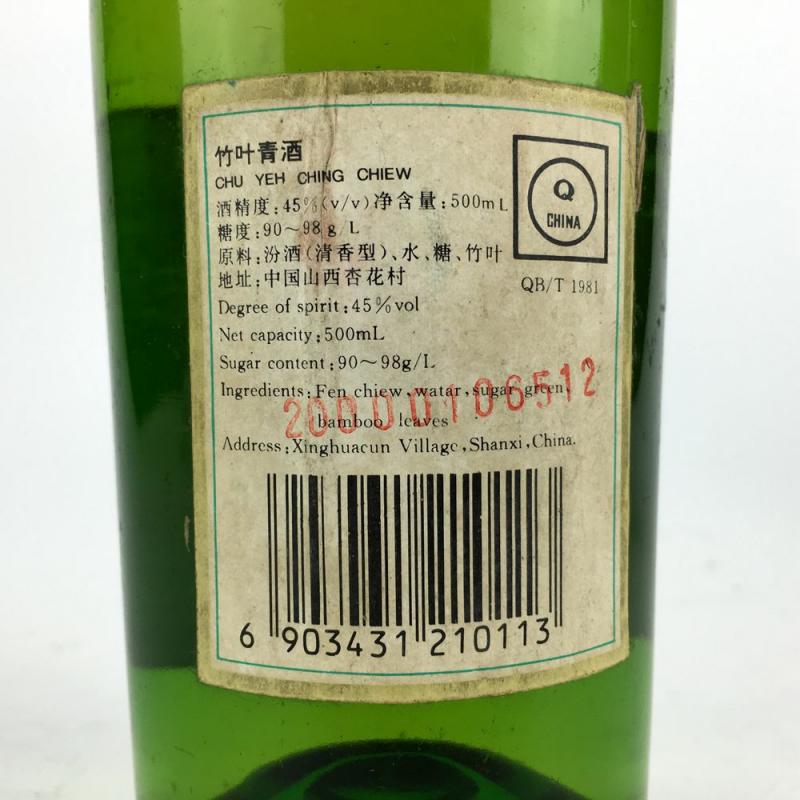 竹叶青酒
CHU YEH CHING CHIEW
酒精度:45%(v/v)净含量:500mL
糖度:90～98g/L
原料:汾酒(清香型)、水、糖、竹叶
地址:中国山西杏花村
Q
CHINA
QB/T 1981
Degree of spirit:45%vol
Net capacity:500mL
Sugar content:90～98g/L
Ingredients:Fen chiew,watar,sugar green,
bamboo leaves
20000106512
Address:Xinghuacun Village,Shanxi,China.
6 903431 210113